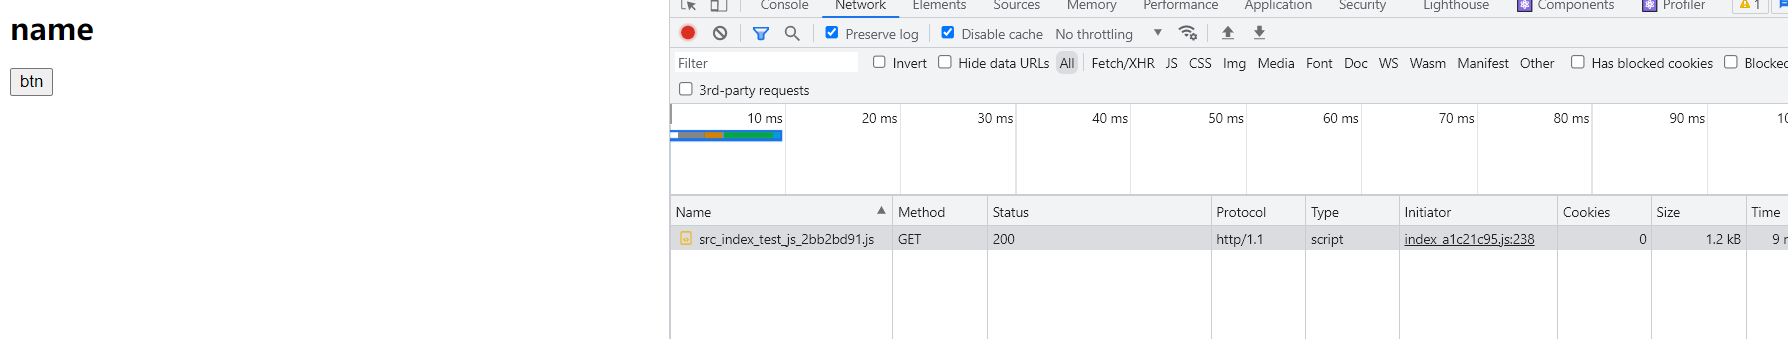 name
btn
Console Network Elements Sources Memory Performance Application Security Lighthouse Components Profiler 1
Preserve log Disable cache No throttling
Filter Invert Hide data URLs All Fetch/XHR JS CSS Img Media Font Doc WS Wasm Manifest Other Has blocked cookies Blocked
3rd-party requests
10 ms 20 ms 30 ms 40 ms 50 ms 60 ms 70 ms 80 ms 90 ms 10
Name Method Status Protocol Type Initiator Cookies Size Time
src_index_test_js_2bb2bd91.js GET 200 http/1.1 script index_a1c21c95.js:238 0 1.2 kB 9